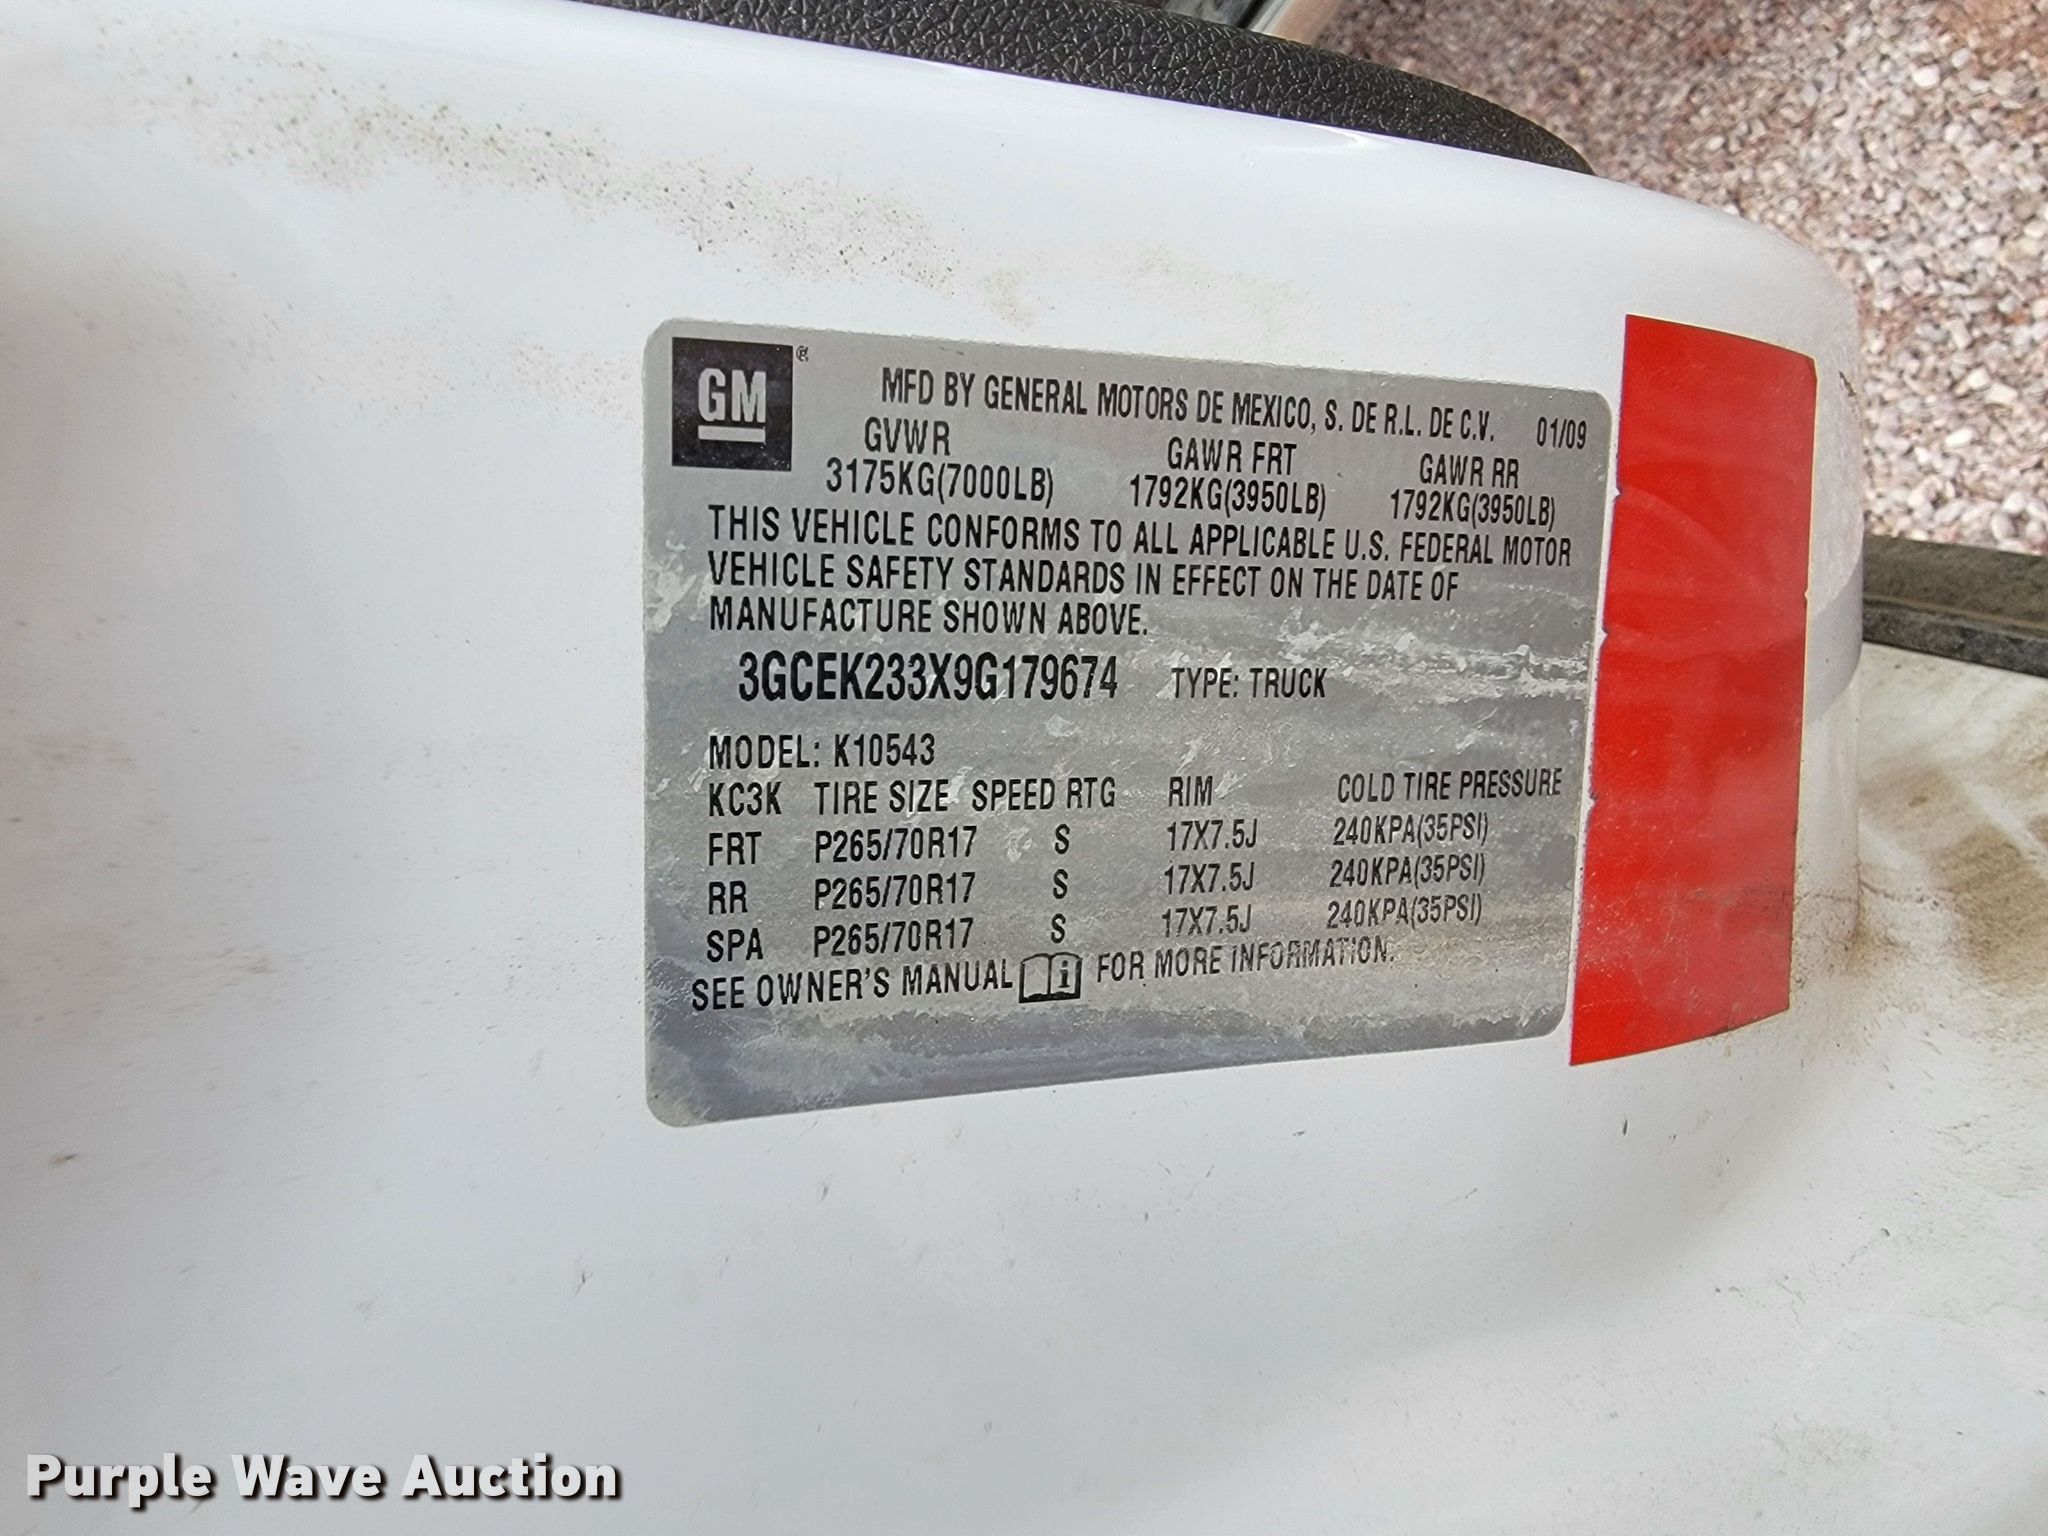 GM ®
MFD BY GENERAL MOTORS DE MEXICO, S. DE R.L. DE C.V. 01/09
GVWR GAWR FRT GAWR RR
3175KG(7000LB) 1792KG(3950LB) 1792KG(3950LB)
THIS VEHICLE CONFORMS TO ALL APPLICABLE U.S. FEDERAL MOTOR
VEHICLE SAFETY STANDARDS IN EFFECT ON THE DATE OF
MANUFACTURE SHOWN ABOVE.
3GCEK233X9G179674 TYPE: TRUCK
MODEL: K10543
KC3K TIRE SIZE SPEED RTG RIM COLD TIRE PRESSURE
FRT P265/70R17 S 17X7.5J 240KPA(35PSI)
RR P265/70R17 S 17X7.5J 240KPA(35PSI)
SPA P265/70R17 S 17X7.5J 240KPA(35PSI)
SEE OWNER'S MANUAL i FOR MORE INFORMATION.
Purple Wave Auction